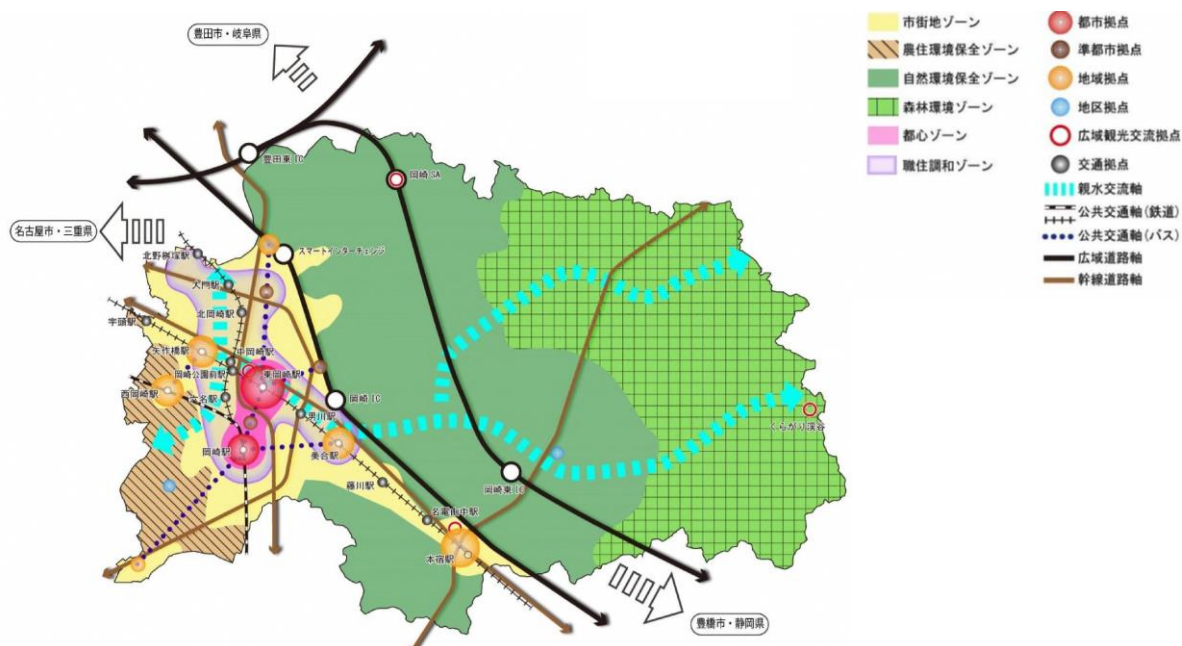 豊田市・岐阜県
豊田東IC
岡崎SA
名古屋市・三重県
スマートインターチェンジ
北野桝塚駅
大門駅
北岡崎駅
宇頭駅
矢作橋駅
中岡崎駅
岡崎公園前駅
東岡崎駅
西岡崎駅
六名駅
岡崎IC
男川駅
岡崎駅
美合駅
くらがり渓谷
藤川駅
岡崎東IC
名電山中駅
本宿駅
豊橋市・静岡県
市街地ゾーン
農住環境保全ゾーン
自然環境保全ゾーン
森林環境ゾーン
都心ゾーン
職住調和ゾーン
都市拠点
準都市拠点
地域拠点
地区拠点
広域観光交流拠点
交通拠点
親水交流軸
公共交通軸(鉄道)
公共交通軸(バス)
広域道路軸
幹線道路軸